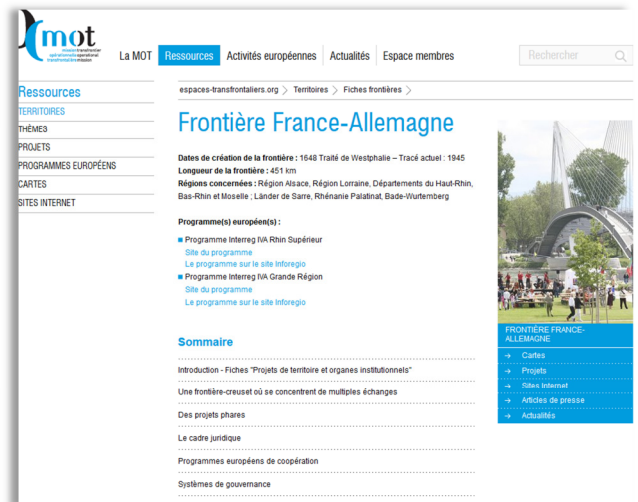 mot
mission transfrontalière
opérationnelle operational
transfrontalière mission
La MOT
Ressources
Activités européennes
Actualités
Espace membres
Rechercher
Ressources
TERRITOIRES
THÈMES
PROJETS
PROGRAMMES EUROPÉENS
CARTES
SITES INTERNET
espaces-transfrontaliers.org > Territoires > Fiches frontières >
Frontière France-Allemagne
Dates de création de la frontière : 1648 Traité de Westphalie – Tracé actuel : 1945
Longueur de la frontière : 451 km
Régions concernées : Région Alsace, Région Lorraine, Départements du Haut-Rhin,
Bas-Rhin et Moselle ; Länder de Sarre, Rhénanie Palatinat, Bade-Wurtemberg
Programme(s) européen(s) :
Programme Interreg IVA Rhin Supérieur
Site du programme
Le programme sur le site Inforegio
Programme Interreg IVA Grande Région
Site du programme
Le programme sur le site Inforegio
Sommaire
Introduction - Fiches "Projets de territoire et organes institutionnels"
Une frontière-creuset où se concentrent de multiples échanges
Des projets phares
Le cadre juridique
Programmes européens de coopération
Systèmes de gouvernance
FRONTIÈRE FRANCE-
ALLEMAGNE
→ Cartes
→ Projets
→ Sites Internet
→ Articles de presse
→ Actualités